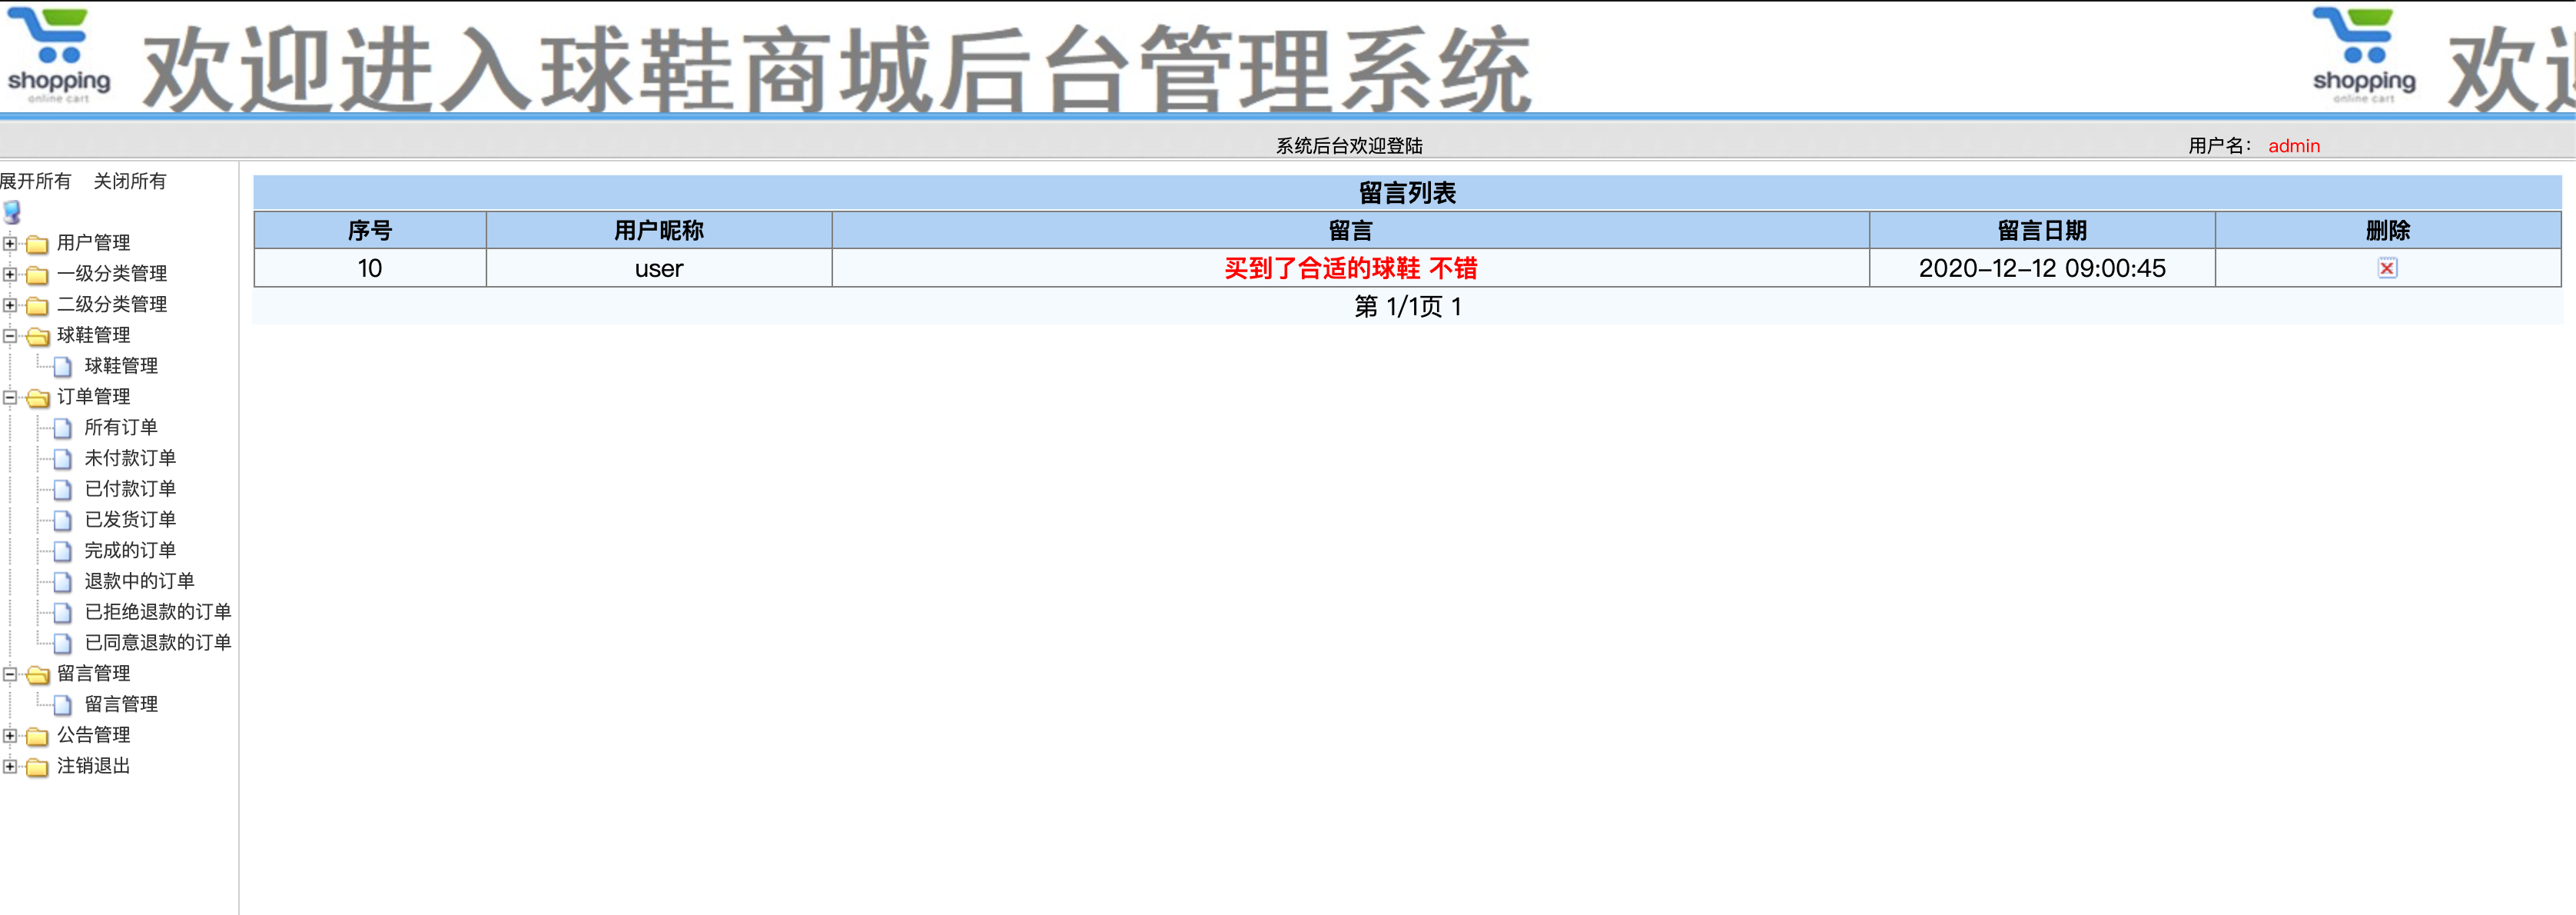 shopping
online cart
欢迎进入球鞋商城后台管理系统
shopping
online cart
欢迎
系统后台欢迎登陆 用户名： admin
展开所有 关闭所有
用户管理
一级分类管理
二级分类管理
球鞋管理
球鞋管理
订单管理
所有订单
未付款订单
已付款订单
已发货订单
完成的订单
退款中的订单
已拒绝退款的订单
已同意退款的订单
留言管理
留言管理
公告管理
注销退出
留言列表
序号 用户昵称 留言 留言日期 删除
10 user 买到了合适的球鞋 不错 2020-12-12 09:00:45
第 1/1页 1